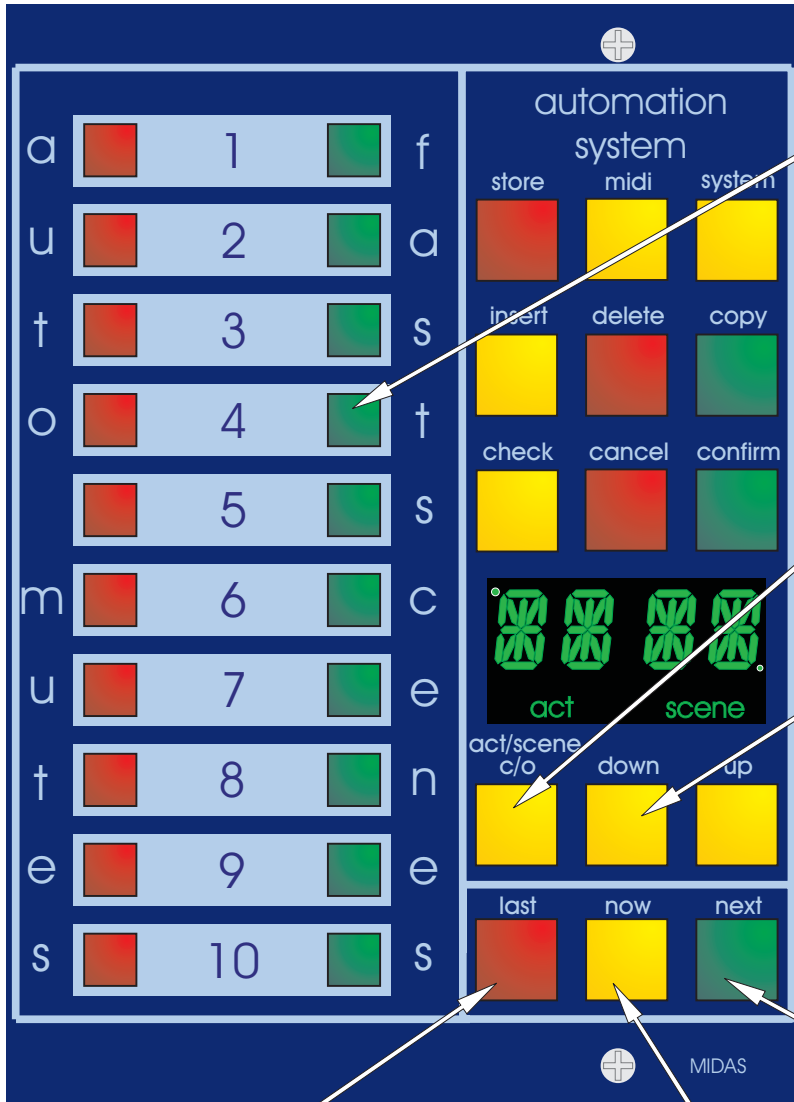 automation
system
store midi system
insert delete copy
check cancel confirm
act scene
act/scene
c/o down up
last now next
a 1 f
u 2 a
t 3 s
o 4 t
5 s
m 6 c
u 7 e
t 8 n
e 9 e
s 10 s
MIDAS